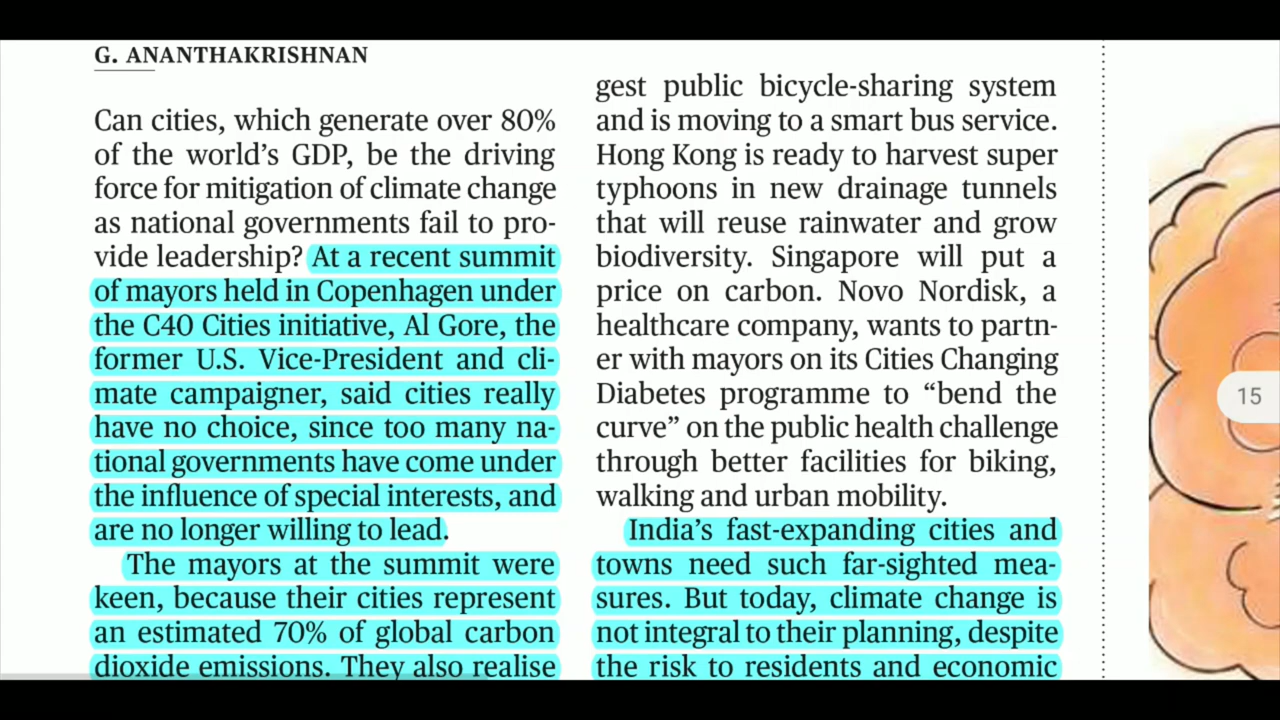 G. ANANTHAKRISHNAN
Can cities, which generate over 80%
of the world's GDP, be the driving
force for mitigation of climate change
as national governments fail to pro-
vide leadership? At a recent summit
of mayors held in Copenhagen under
the C40 Cities initiative, Al Gore, the
former U.S. Vice-President and cli-
mate campaigner, said cities really
have no choice, since too many na-
tional governments have come under
the influence of special interests, and
are no longer willing to lead.
The mayors at the summit were
keen, because their cities represent
an estimated 70% of global carbon
dioxide emissions. They also realise
gest public bicycle-sharing system
and is moving to a smart bus service.
Hong Kong is ready to harvest super
typhoons in new drainage tunnels
that will reuse rainwater and grow
biodiversity. Singapore will put a
price on carbon. Novo Nordisk, a
healthcare company, wants to partn-
er with mayors on its Cities Changing
Diabetes programme to “bend the
curve” on the public health challenge
through better facilities for biking,
walking and urban mobility.
India's fast-expanding cities and
towns need such far-sighted mea-
sures. But today, climate change is
not integral to their planning, despite
the risk to residents and economic
15